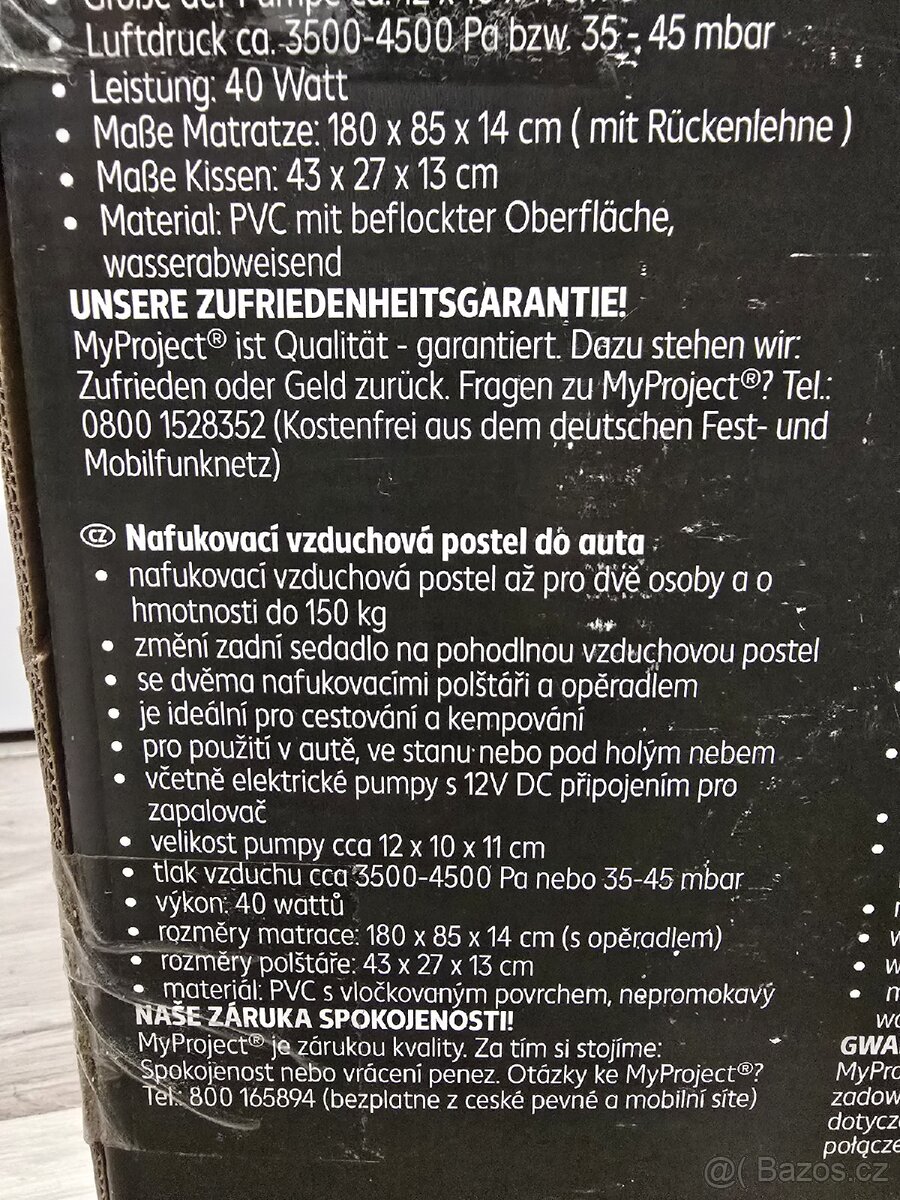 Größe der Pumpe ca. 12 x 10 x 11 cm
• Luftdruck ca. 3500-4500 Pa bzw. 35 - 45 mbar
• Leistung: 40 Watt
• Maße Matratze: 180 x 85 x 14 cm ( mit Rückenlehne )
• Maße Kissen: 43 x 27 x 13 cm
• Material: PVC mit beflockter Oberfläche,
wasserabweisend
UNSERE ZUFRIEDENHEITSGARANTIE!
MyProject® ist Qualität - garantiert. Dazu stehen wir:
Zufrieden oder Geld zurück. Fragen zu MyProject®? Tel.:
0800 1528352 (Kostenfrei aus dem deutschen Fest- und
Mobilfunknetz)
CZ Nafukovací vzduchová postel do auta
• nafukovací vzduchová postel až pro dvě osoby a o
hmotnosti do 150 kg
• změní zadní sedadlo na pohodlnou vzduchovou postel
• se dvěma nafukovacími polštáři a opěradlem
• je ideální pro cestování a kempování
• pro použití v autě, ve stanu nebo pod holým nebem
• včetně elektrické pumpy s 12V DC připojením pro
zapalovač
• velikost pumpy cca 12 x 10 x 11 cm
• tlak vzduchu cca 3500-4500 Pa nebo 35-45 mbar
• výkon: 40 wattů
• rozměry matrace: 180 x 85 x 14 cm (s opěradlem)
• rozměry polštáře: 43 x 27 x 13 cm
• materiál: PVC s vločkovaným povrchem, nepromokavý
NAŠE ZÁRUKA SPOKOJENOSTI!
MyProject® je zárukou kvality. Za tím si stojíme:
Spokojenost nebo vrácení penez. Otázky ke MyProject®?
Tel.: 800 165894 (bezplatne z ceské pevné a mobilní síte)
GWA
MyPro
zadow
dotycz
połącze
Bazos.cz